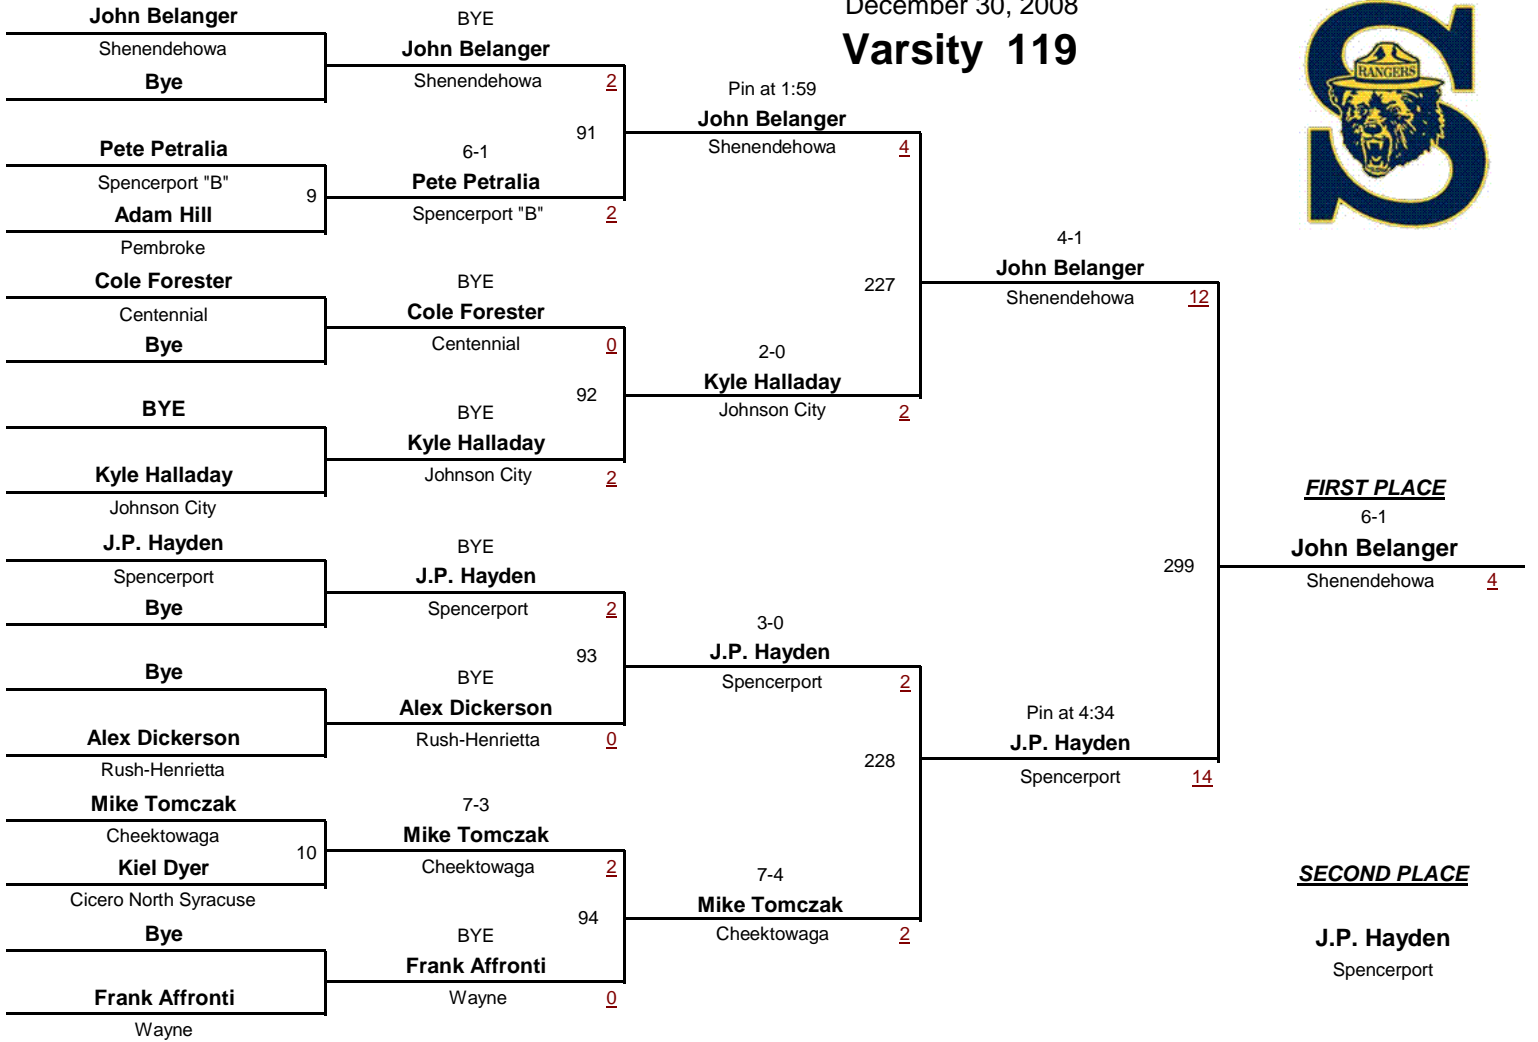 December 30, 2008
Varsity 119
RANGERS
John Belanger
Shenendehowa
Bye
Pete Petralia
Spencerport "B"
9
Adam Hill
Pembroke
Cole Forester
Centennial
Bye
BYE
Kyle Halladay
Johnson City
J.P. Hayden
Spencerport
Bye
Bye
Alex Dickerson
Rush-Henrietta
Mike Tomczak
Cheektowaga
10
Kiel Dyer
Cicero North Syracuse
Bye
Frank Affronti
Wayne
BYE
John Belanger
Shenendehowa 2
91
6-1
Pete Petralia
Spencerport "B" 2
BYE
Cole Forester
Centennial 0
92
BYE
Kyle Halladay
Johnson City 2
BYE
J.P. Hayden
Spencerport 2
93
BYE
Alex Dickerson
Rush-Henrietta 0
7-3
Mike Tomczak
Cheektowaga 2
94
BYE
Frank Affronti
Wayne 0
Pin at 1:59
John Belanger
Shenendehowa 4
227
2-0
Kyle Halladay
Johnson City 2
3-0
J.P. Hayden
Spencerport 2
228
7-4
Mike Tomczak
Cheektowaga 2
4-1
John Belanger
Shenendehowa 12
299
Pin at 4:34
J.P. Hayden
Spencerport 14
FIRST PLACE
6-1
John Belanger
Shenendehowa 4
SECOND PLACE
J.P. Hayden
Spencerport